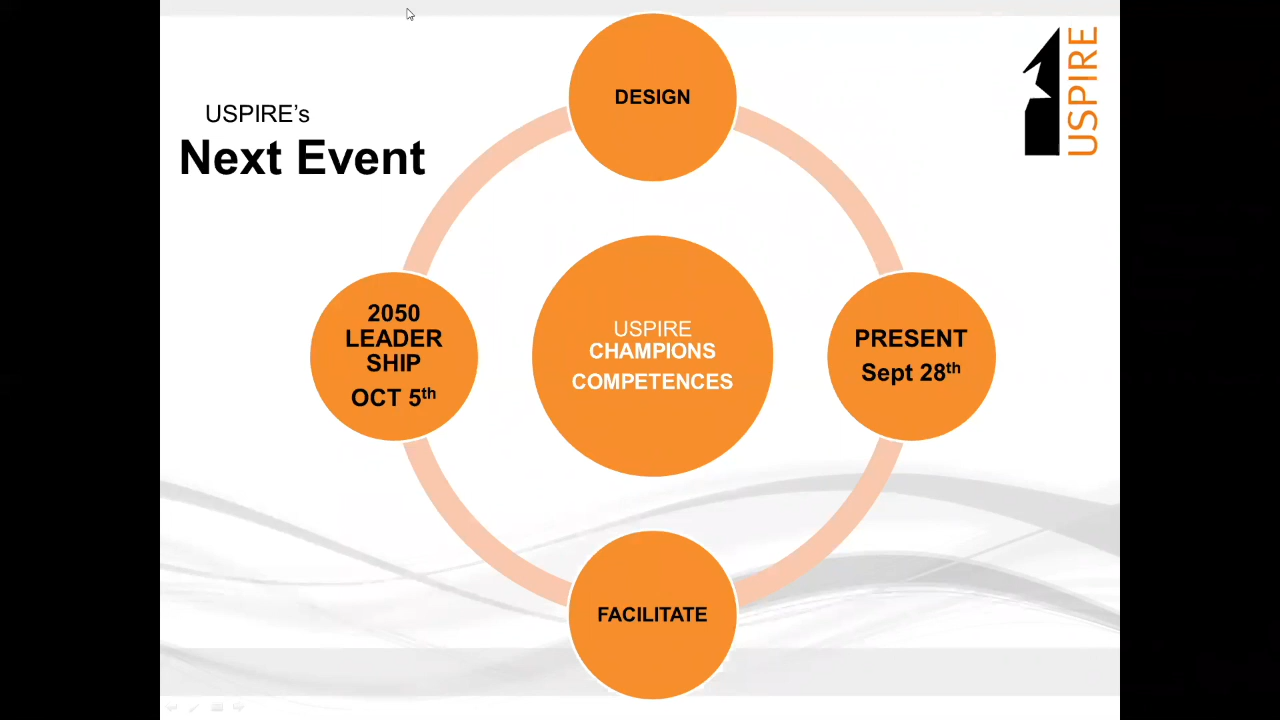 USPIRE's
Next Event
USPIRE
DESIGN
2050
LEADER
SHIP
OCT 5th
USPIRE
CHAMPIONS
COMPETENCES
PRESENT
Sept 28th
FACILITATE